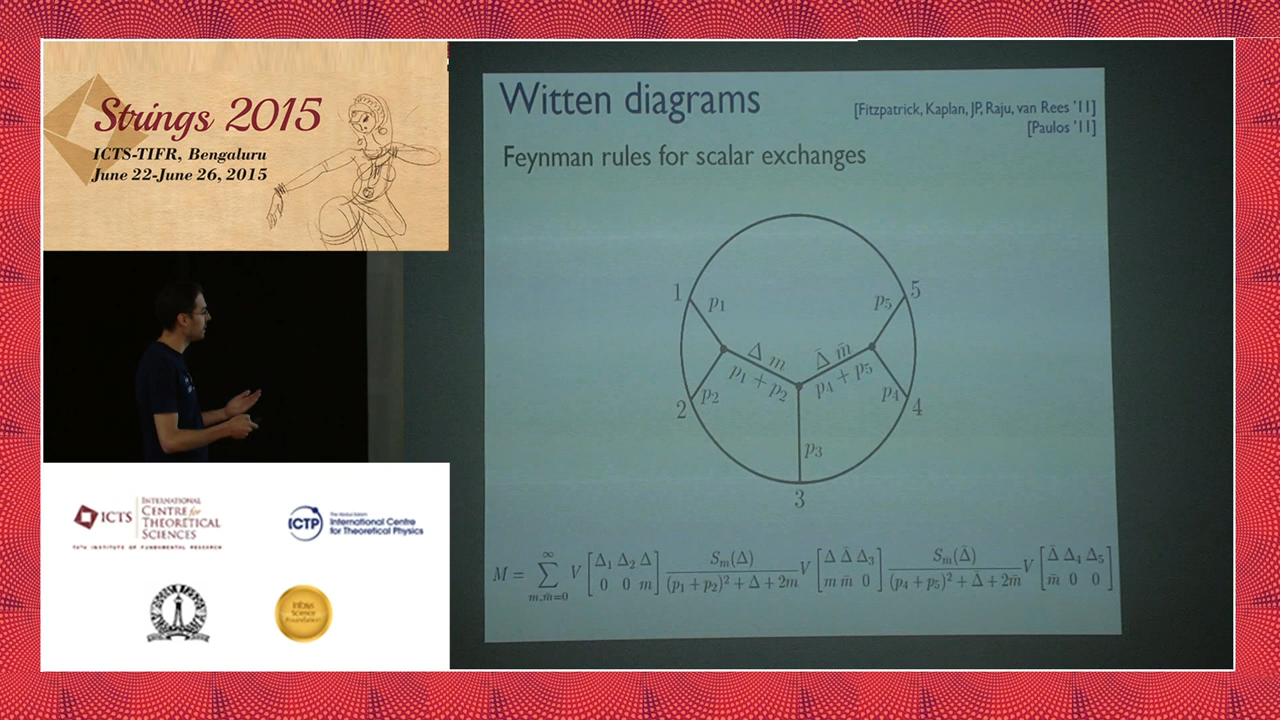 Strings 2015
ICTS-TIFR, Bengaluru
June 22-June 26, 2015
ICTS
INTERNATIONAL
CENTRE for
THEORETICAL
SCIENCES
TATA INSTITUTE OF FUNDAMENTAL RESEARCH
ICTP
The Abdus Salam
International Centre
for Theoretical Physics
Infosys
Science
Foundation
Witten diagrams
[Fitzpatrick, Kaplan, JP, Raju, van Rees '11]
[Paulos '11]
Feynman rules for scalar exchanges
1 p₁ p₅ 5
Δ m Δ̄ m̄
p₁ + p₂ p₄ + p₅
2 p₂ p₄ 4
p₃
3
M = ∑_{m,m̄=0}^{∞} V [Δ₁ Δ₂ Δ; 0 0 m] S_m(Δ)/((p₁+p₂)²+Δ+2m) V [Δ Δ̄ Δ₃; m m̄ 0] S_m̄(Δ̄)/((p₄+p₅)²+Δ̄+2m̄) V [Δ̄ Δ₄ Δ₅; m̄ 0 0]